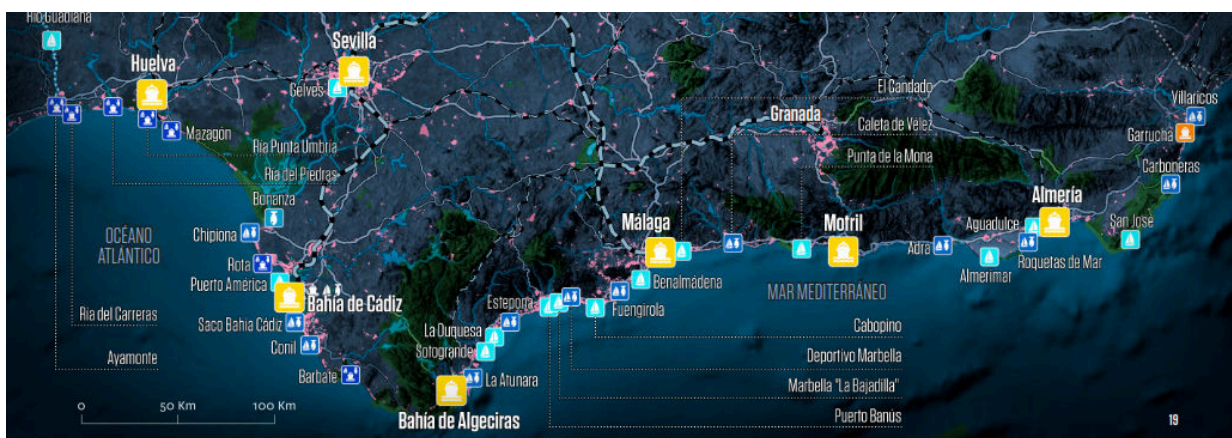 Río Guadiana
Huelva
Sevilla
Gelves
Mazagón
Ría Punta Umbría
Ría del Piedras
Bonanza
Chipiona
OCÉANO
ATLÁNTICO
Rota
Puerto América
Bahía de Cádiz
Saco Bahía Cádiz
Ría del Carreras
Ayamonte
Conil
Barbate
0
50 Km
100 Km
Bahía de Algeciras
La Atunara
Sotogrande
La Duquesa
Estepona
Fuengirola
Benalmádena
Málaga
Granada
El Candado
Caleta de Vélez
Punta de la Mona
Motril
MAR MEDITERRÁNEO
Cabopino
Deportivo Marbella
Marbella "La Bajadilla"
Puerto Banús
Adra
Almerimar
Roquetas de Mar
Aguadulce
Almería
San José
Carboneras
Garrucha
Villaricos
19